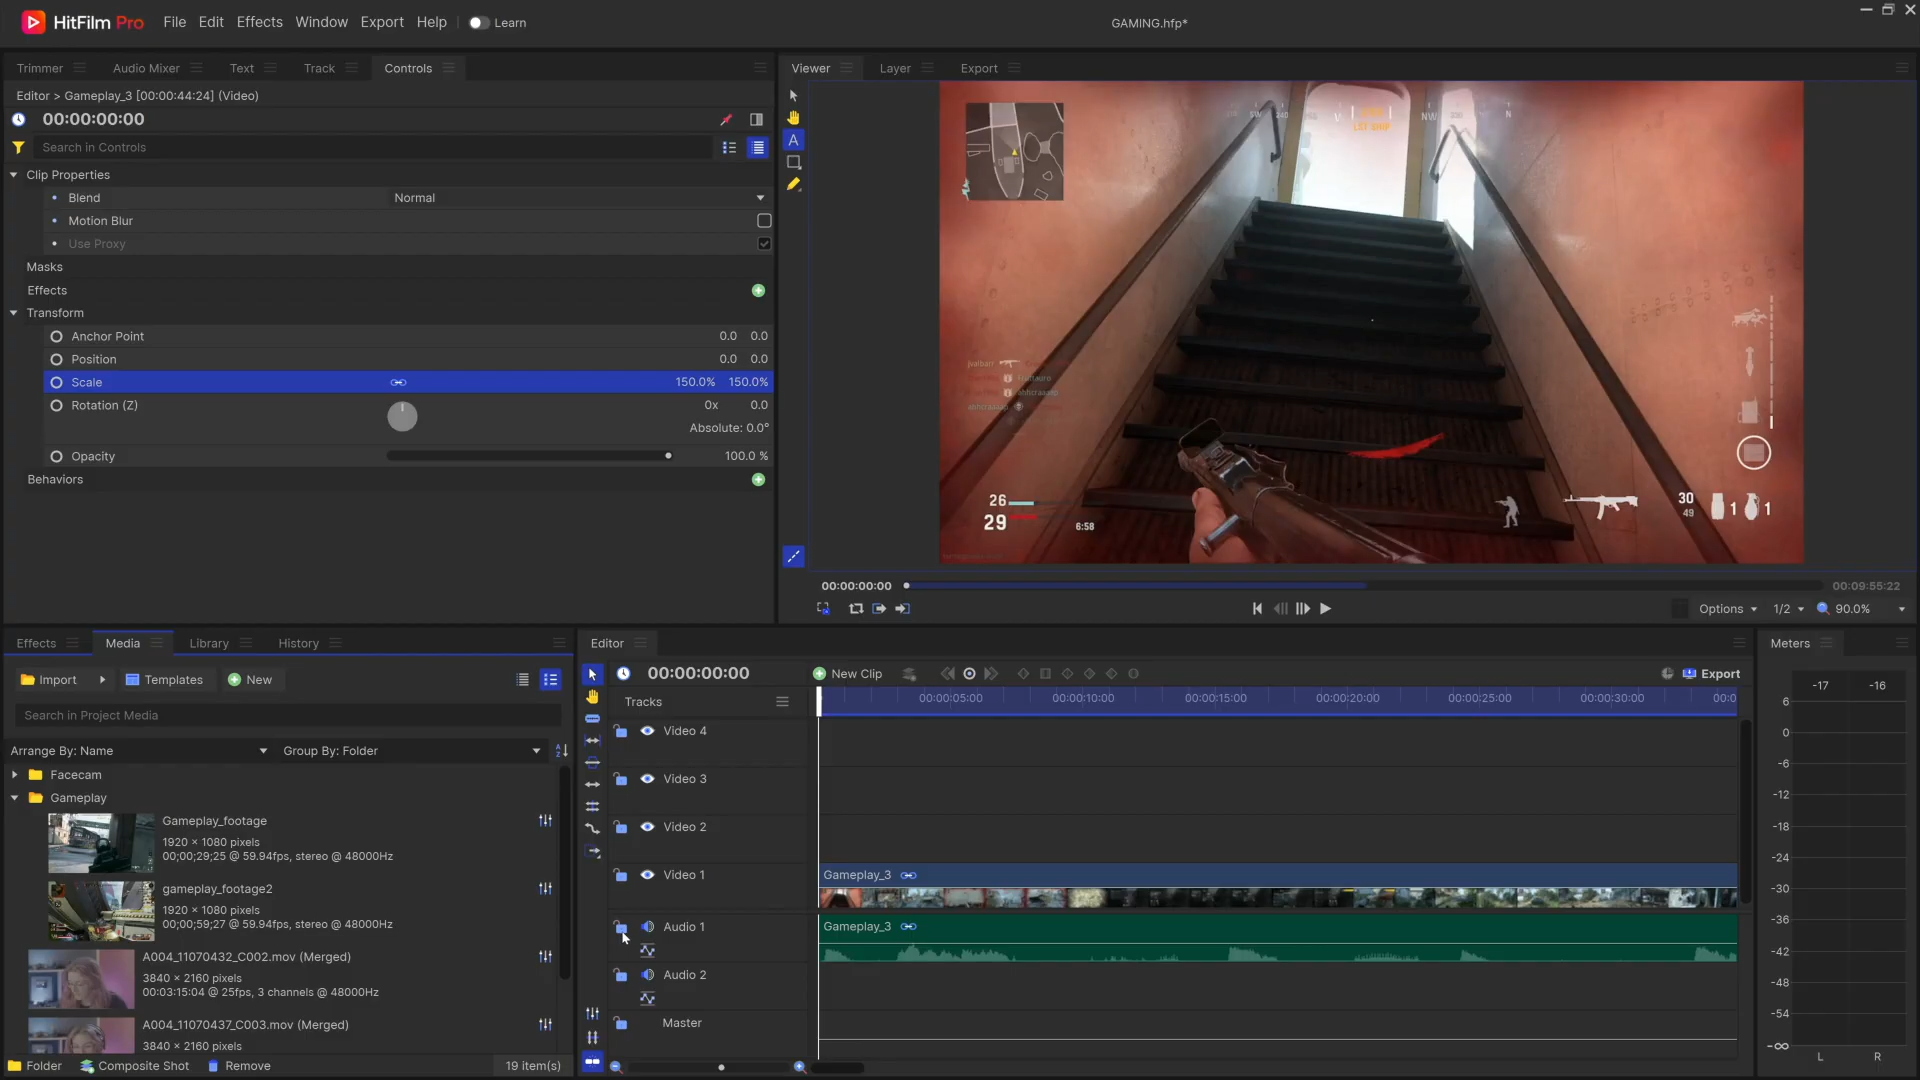 HitFilm Pro File Edit Effects Window Export Help Learn GAMING.hfp*
Trimmer Audio Mixer Text Track Controls
Editor > Gameplay_3 [00:00:44:24] (Video)
00:00:00:00
Search in Controls
Clip Properties
Blend Normal
Motion Blur
Use Proxy
Masks
Effects
Transform
Anchor Point 0.0 0.0
Position 0.0 0.0
Scale 150.0% 150.0%
Rotation (Z) 0x 0.0
Absolute: 0.0°
Opacity 100.0 %
Behaviors
Viewer Layer Export
SW 240 W NW N
jvalbarr
abhcraaaap
26
29
6:58
30
49
1 1
00:00:00:00 00:09:55:22
Options 1/2 90.0%
Effects Media Library History
Import Templates New
Search in Project Media
Arrange By: Name Group By: Folder
Facecam
Gameplay
Gameplay_footage
1920 × 1080 pixels
00;00;29;25 @ 59.94fps, stereo @ 48000Hz
gameplay_footage2
1920 × 1080 pixels
00;00;59;27 @ 59.94fps, stereo @ 48000Hz
A004_11070432_C002.mov (Merged)
3840 × 2160 pixels
00:03:15:04 @ 25fps, 3 channels @ 48000Hz
A004_11070437_C003.mov (Merged)
3840 × 2160 pixels
Folder Composite Shot Remove 19 item(s)
Editor
00:00:00:00 New Clip Export
Tracks 00:00:05:00 00:00:10:00 00:00:15:00 00:00:20:00 00:00:25:00 00:00:30:00 00:0
Video 4
Video 3
Video 2
Video 1 Gameplay_3
Audio 1 Gameplay_3
Audio 2
Master
Meters
-17 -16
6
0
-6
-12
-18
-24
-30
-36
-42
-48
-54
-∞
L R